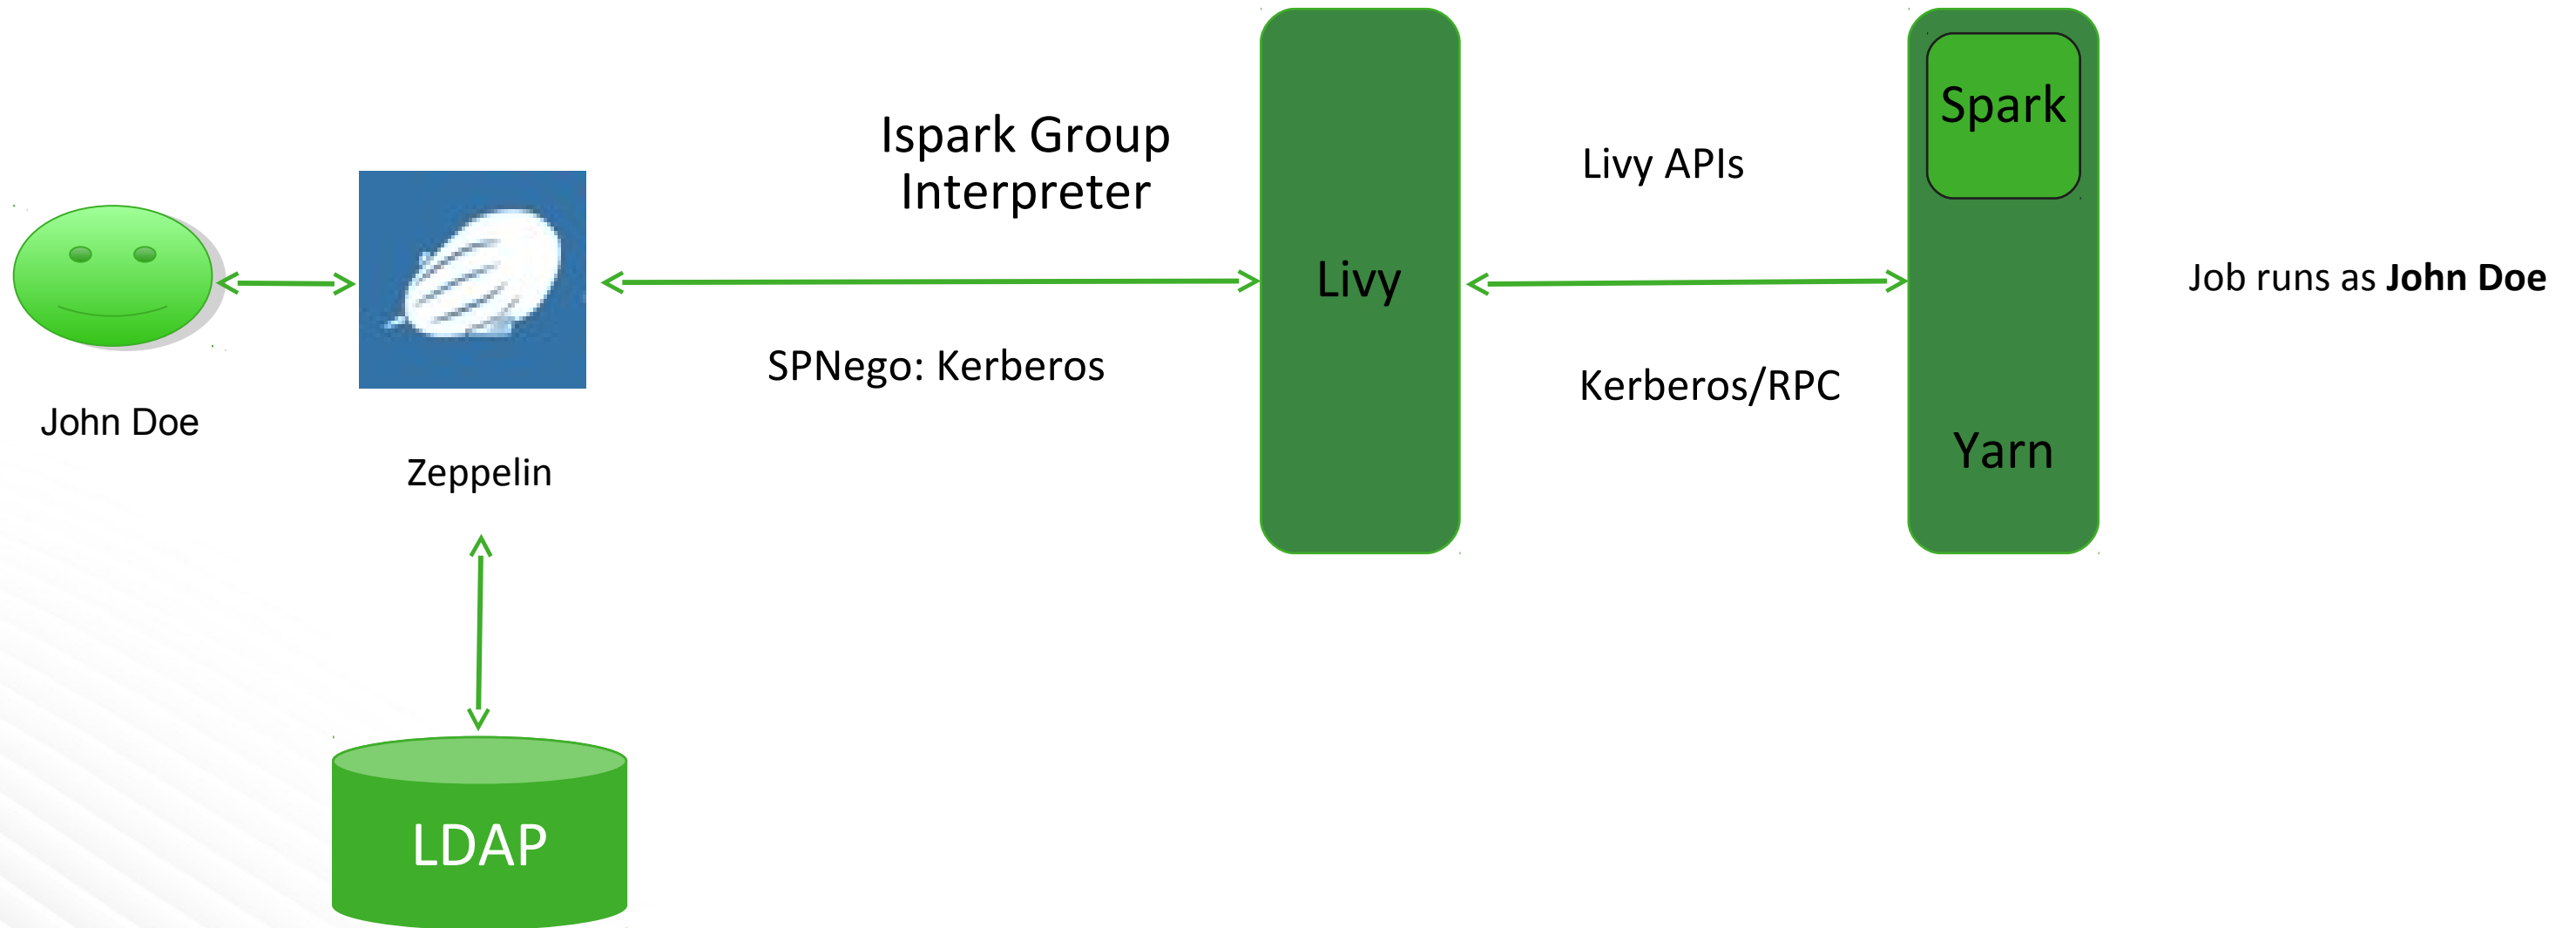 John Doe
Zeppelin
LDAP
Ispark Group
Interpreter
SPNego: Kerberos
Livy
Livy APIs
Kerberos/RPC
Spark
Yarn
Job runs as John Doe